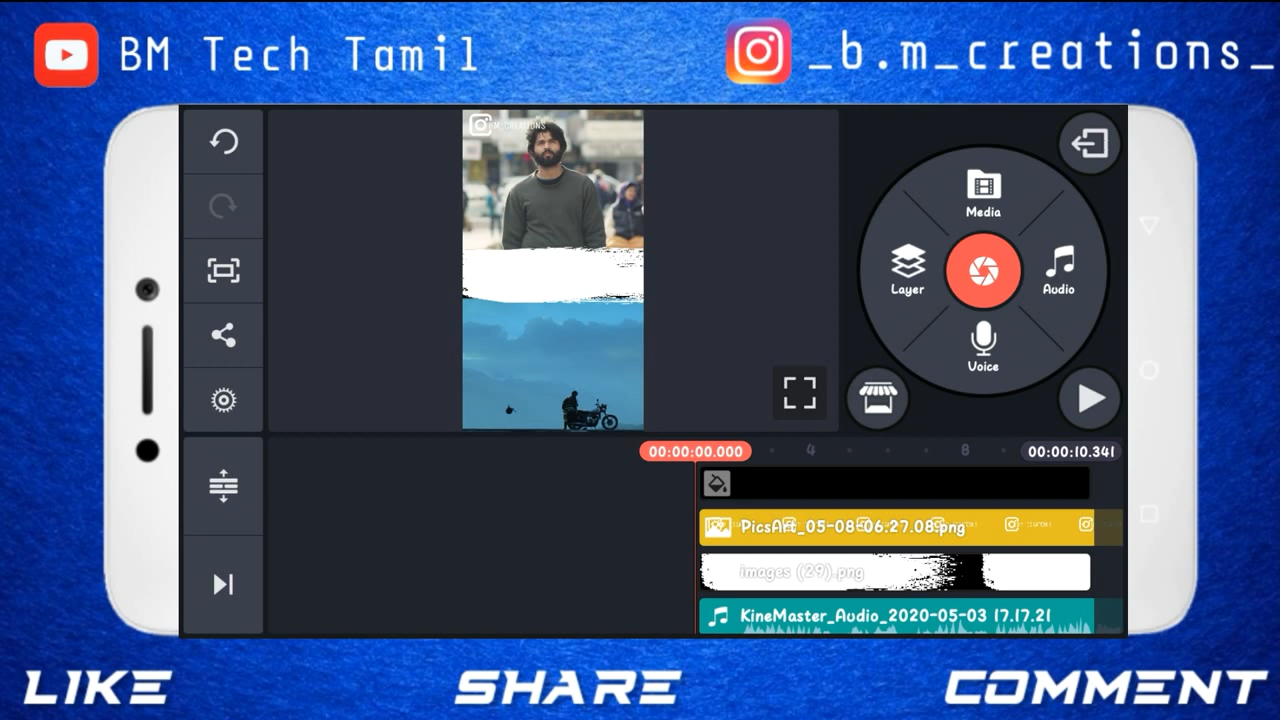 BM Tech Tamil
_b.m_creations_
BM_CREATIONS
Media
Layer
Audio
Voice
00:00:00.000
4
8
00:00:10.341
PicsArt_05-08-06.27.08.png
images (29).png
KineMaster_Audio_2020-05-03 17.17.21
LIKE
SHARE
COMMENT